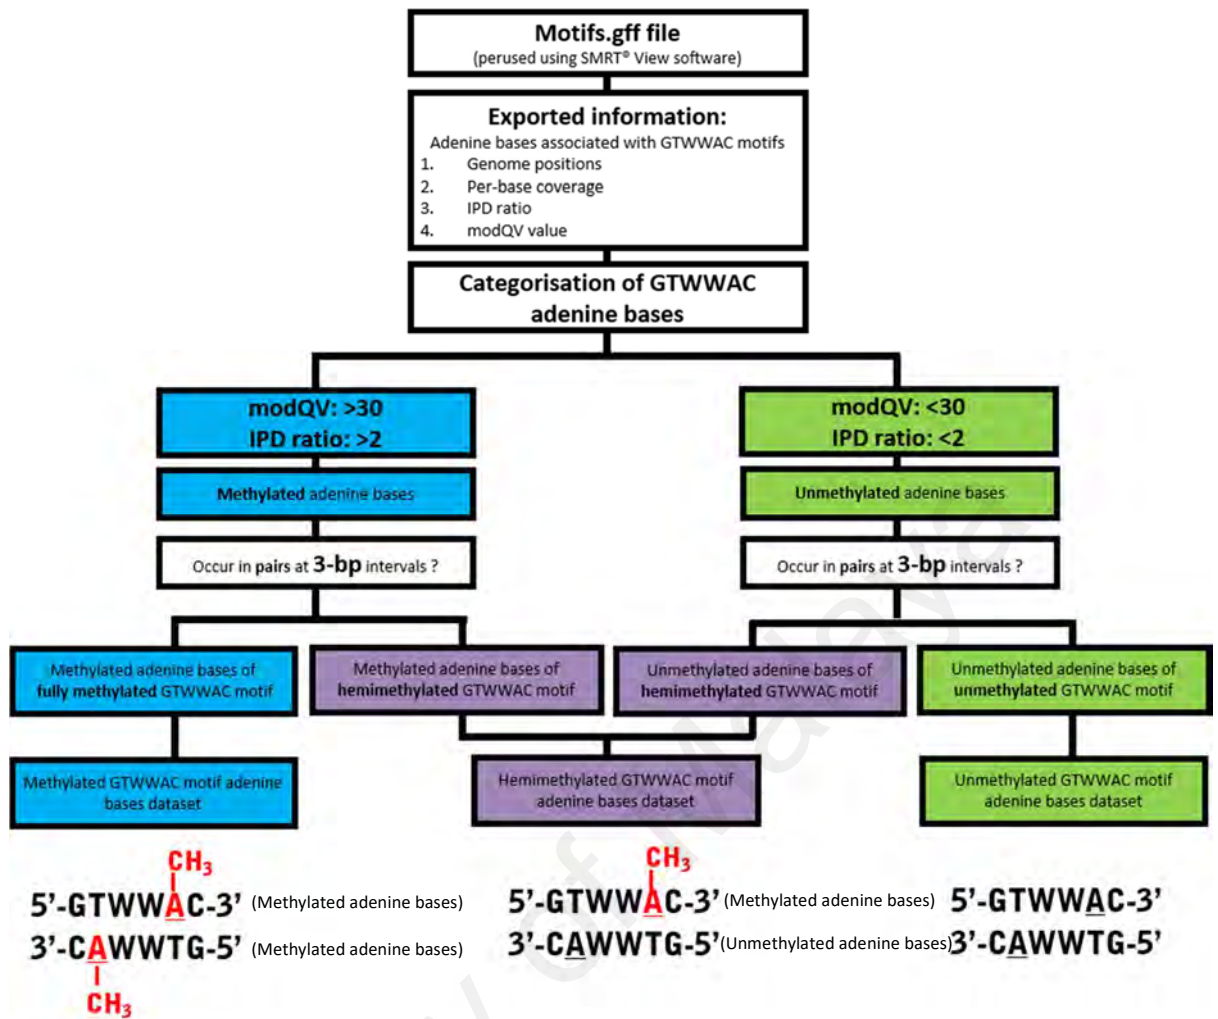 Motifs.gff file
(perused using SMRT® View software)
Exported information:
Adenine bases associated with GTWWAC motifs
1. Genome positions
2. Per-base coverage
3. IPD ratio
4. modQV value
Categorisation of GTWWAC
adenine bases
modQV: >30
IPD ratio: >2
modQV: <30
IPD ratio: <2
Methylated adenine bases
Unmethylated adenine bases
Occur in pairs at 3-bp intervals ?
Occur in pairs at 3-bp intervals ?
Methylated adenine bases of
fully methylated GTWWAC motif
Methylated adenine bases of
hemimethylated GTWWAC motif
Unmethylated adenine bases of
hemimethylated GTWWAC motif
Unmethylated adenine bases of
unmethylated GTWWAC motif
Methylated GTWWAC motif adenine
bases dataset
Hemimethylated GTWWAC motif
adenine bases dataset
Unmethylated GTWWAC motif
adenine bases dataset
CH₃
5'-GTWWAC-3' (Methylated adenine bases)
3'-CAWWTG-5' (Methylated adenine bases)
CH₃
CH₃
5'-GTWWAC-3' (Methylated adenine bases)
3'-CAWWTG-5' (Unmethylated adenine bases)
5'-GTWWAC-3'
3'-CAWWTG-5'
of Malaya